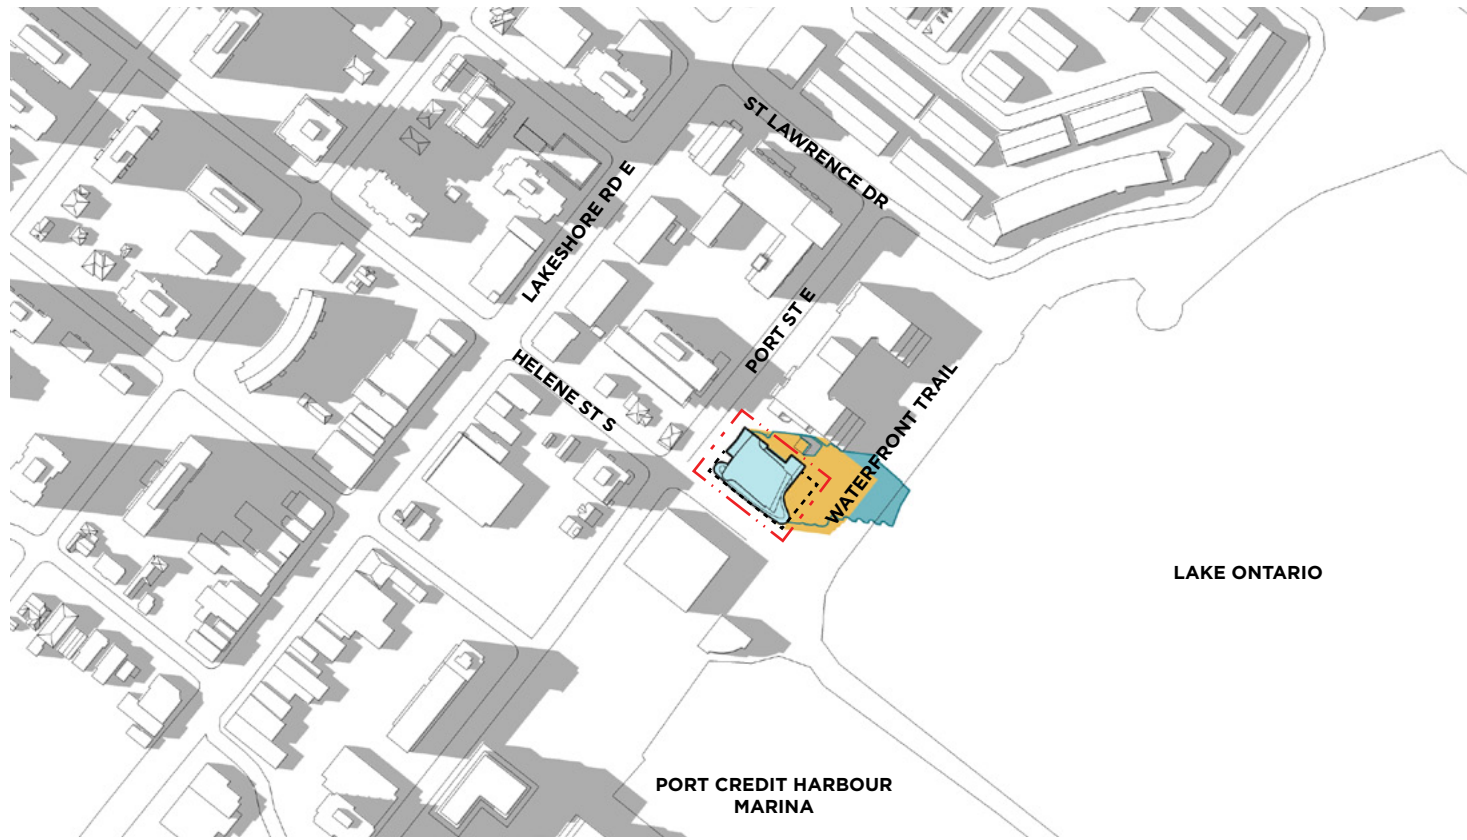 ST LAWRENCE DR
LAKESHORE RD E
PORT ST E
HELENE ST S
WATERFRONT TRAIL
LAKE ONTARIO
PORT CREDIT HARBOUR
MARINA